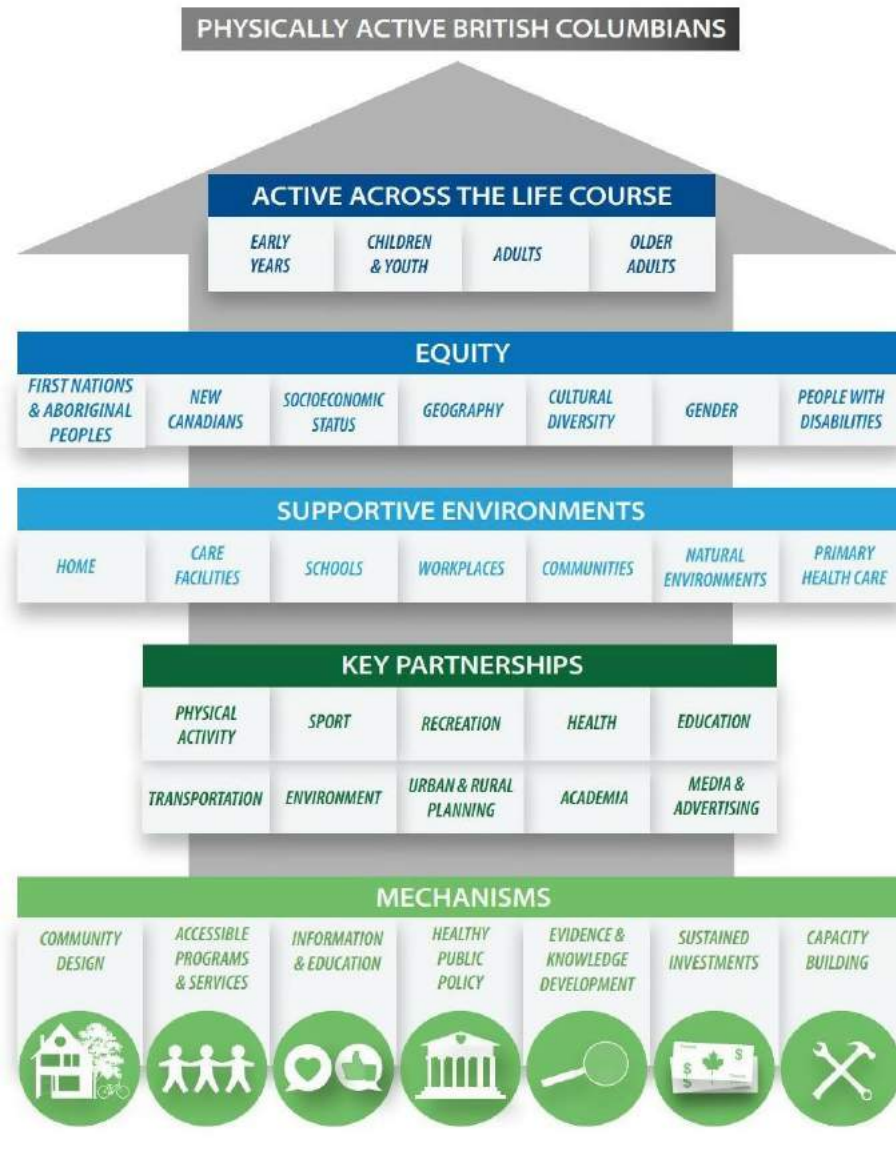 PHYSICALLY ACTIVE BRITISH COLUMBIANS
ACTIVE ACROSS THE LIFE COURSE
EARLY
YEARS
CHILDREN
& YOUTH
ADULTS
OLDER
ADULTS
EQUITY
FIRST NATIONS
& ABORIGINAL
PEOPLES
NEW
CANADIANS
SOCIOECONOMIC
STATUS
GEOGRAPHY
CULTURAL
DIVERSITY
GENDER
PEOPLE WITH
DISABILITIES
SUPPORTIVE ENVIRONMENTS
HOME
CARE
FACILITIES
SCHOOLS
WORKPLACES
COMMUNITIES
NATURAL
ENVIRONMENTS
PRIMARY
HEALTH CARE
KEY PARTNERSHIPS
PHYSICAL
ACTIVITY
SPORT
RECREATION
HEALTH
EDUCATION
TRANSPORTATION
ENVIRONMENT
URBAN & RURAL
PLANNING
ACADEMIA
MEDIA &
ADVERTISING
MECHANISMS
COMMUNITY
DESIGN
ACCESSIBLE
PROGRAMS
& SERVICES
INFORMATION
& EDUCATION
HEALTHY
PUBLIC
POLICY
EVIDENCE &
KNOWLEDGE
DEVELOPMENT
SUSTAINED
INVESTMENTS
CAPACITY
BUILDING
$
$
$